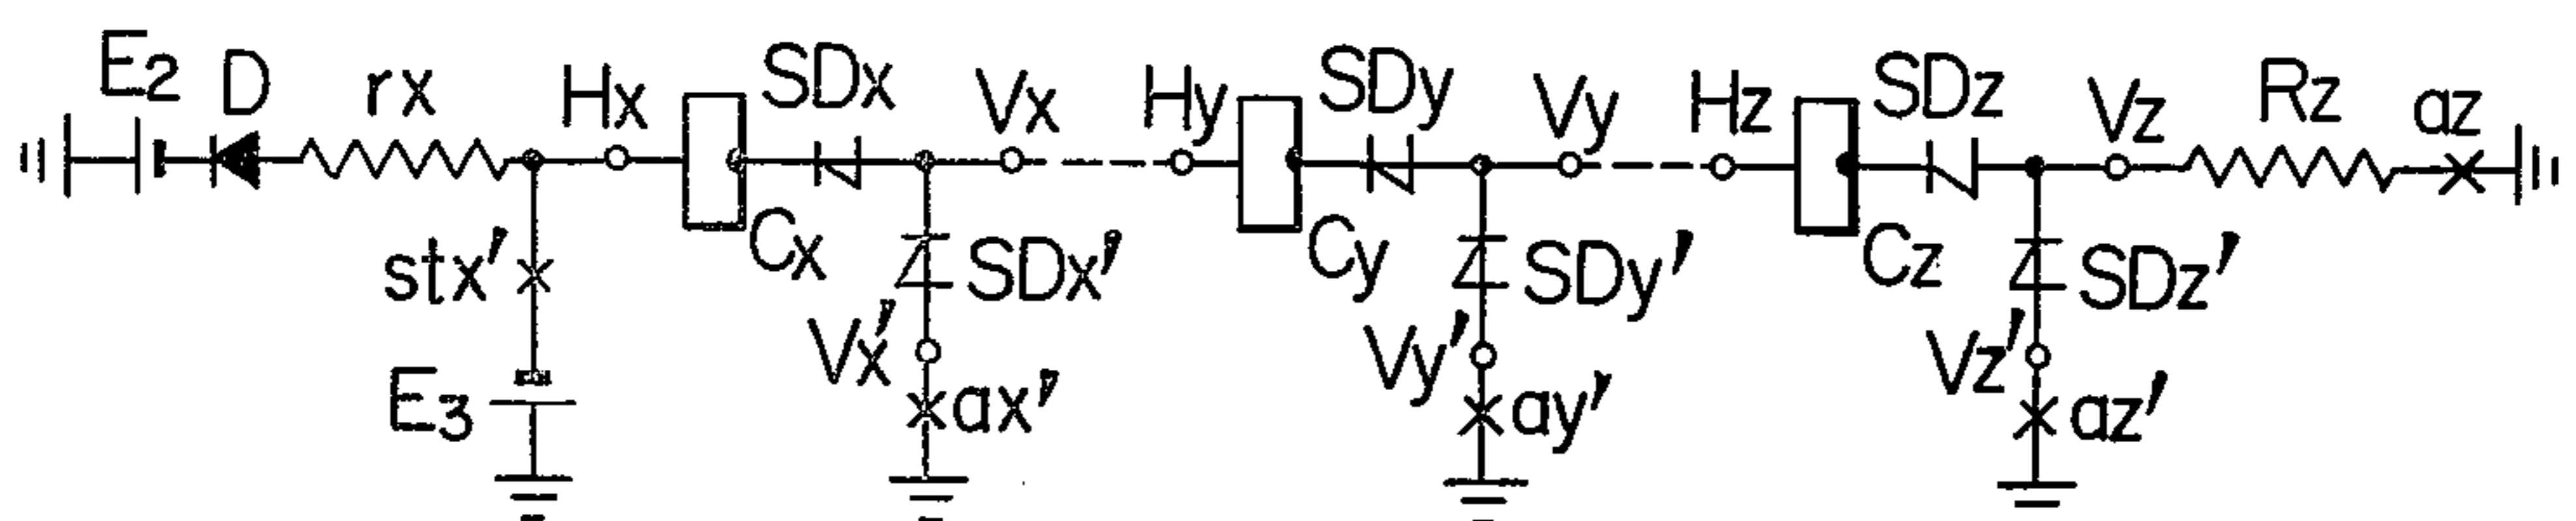 E2 D rx Hx SDx Vx Hy SDy Vy Hz SDz Vz Rz az
stx' Cx SDx' Cy SDy' Cz SDz'
E3 Vx' ax' Vy' ay' Vz' az'